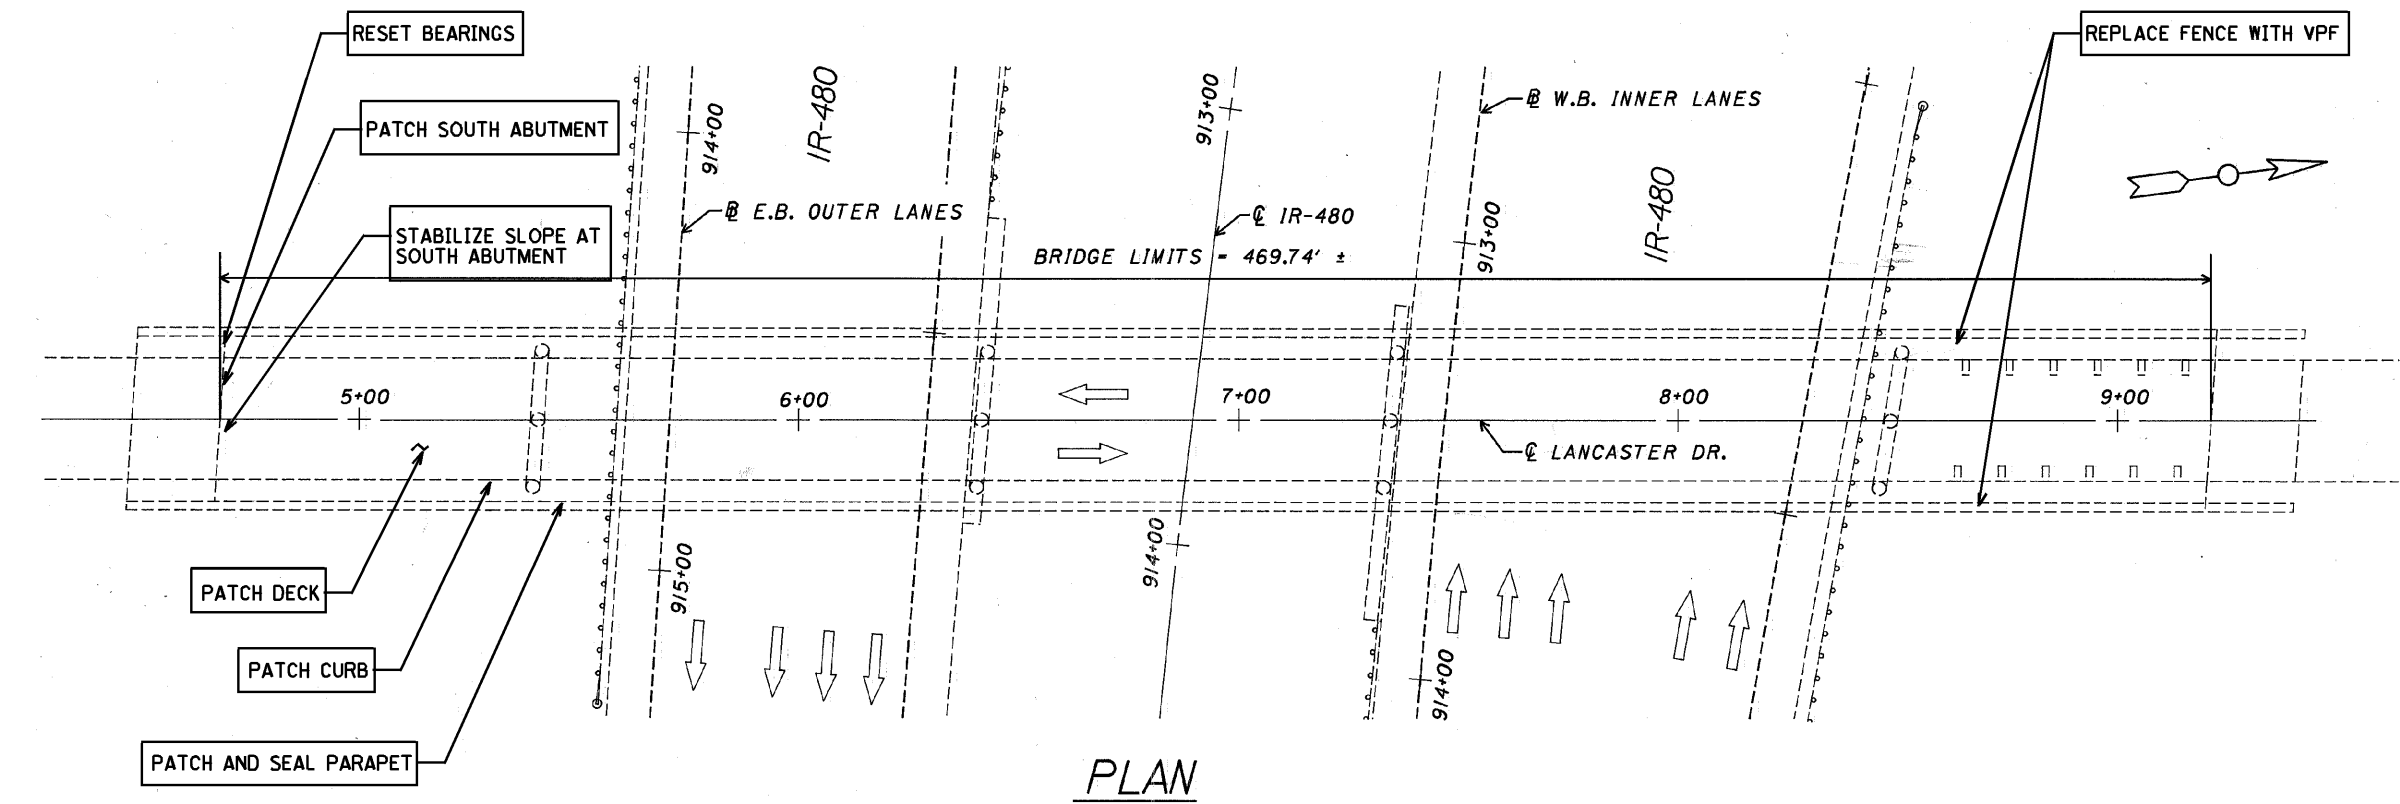 RESET BEARINGS
REPLACE FENCE WITH VPF
PATCH SOUTH ABUTMENT
IR-480
914+00
913+00
℄ W.B. INNER LANES
STABILIZE SLOPE AT
SOUTH ABUTMENT
E.B. OUTER LANES
℄ IR-480
913+00
IR-480
BRIDGE LIMITS = 469.74' ±
5+00
6+00
7+00
8+00
9+00
℄ LANCASTER DR.
PATCH DECK
915+00
914+00
PATCH CURB
914+00
PATCH AND SEAL PARAPET
PLAN